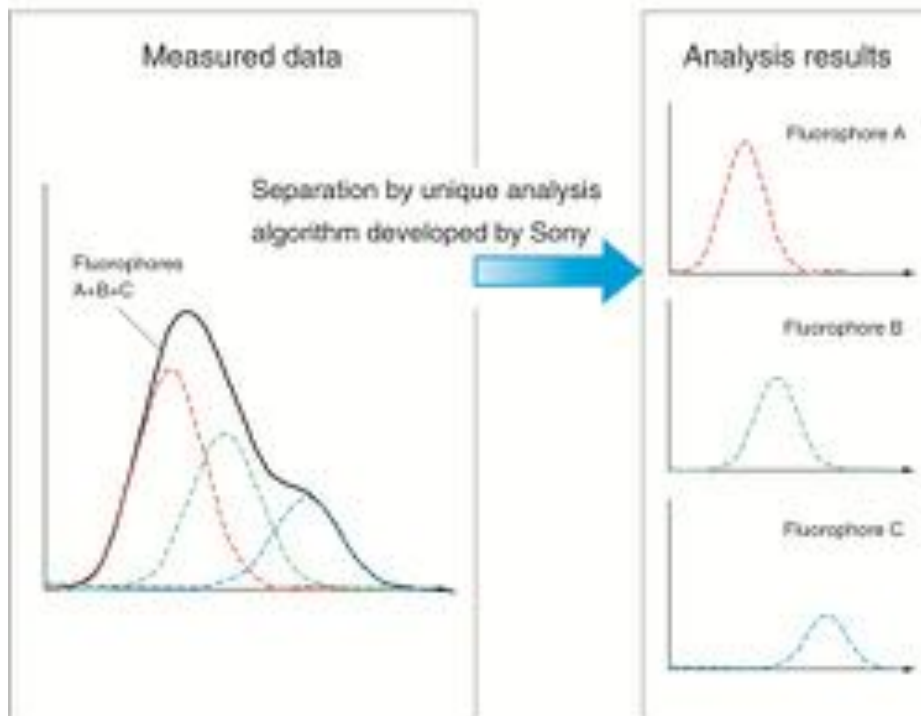 Measured data
Separation by unique analysis
algorithm developed by Sony
Fluorophores
A+B+C
Analysis results
Fluorophore A
Fluorophore B
Fluorophore C